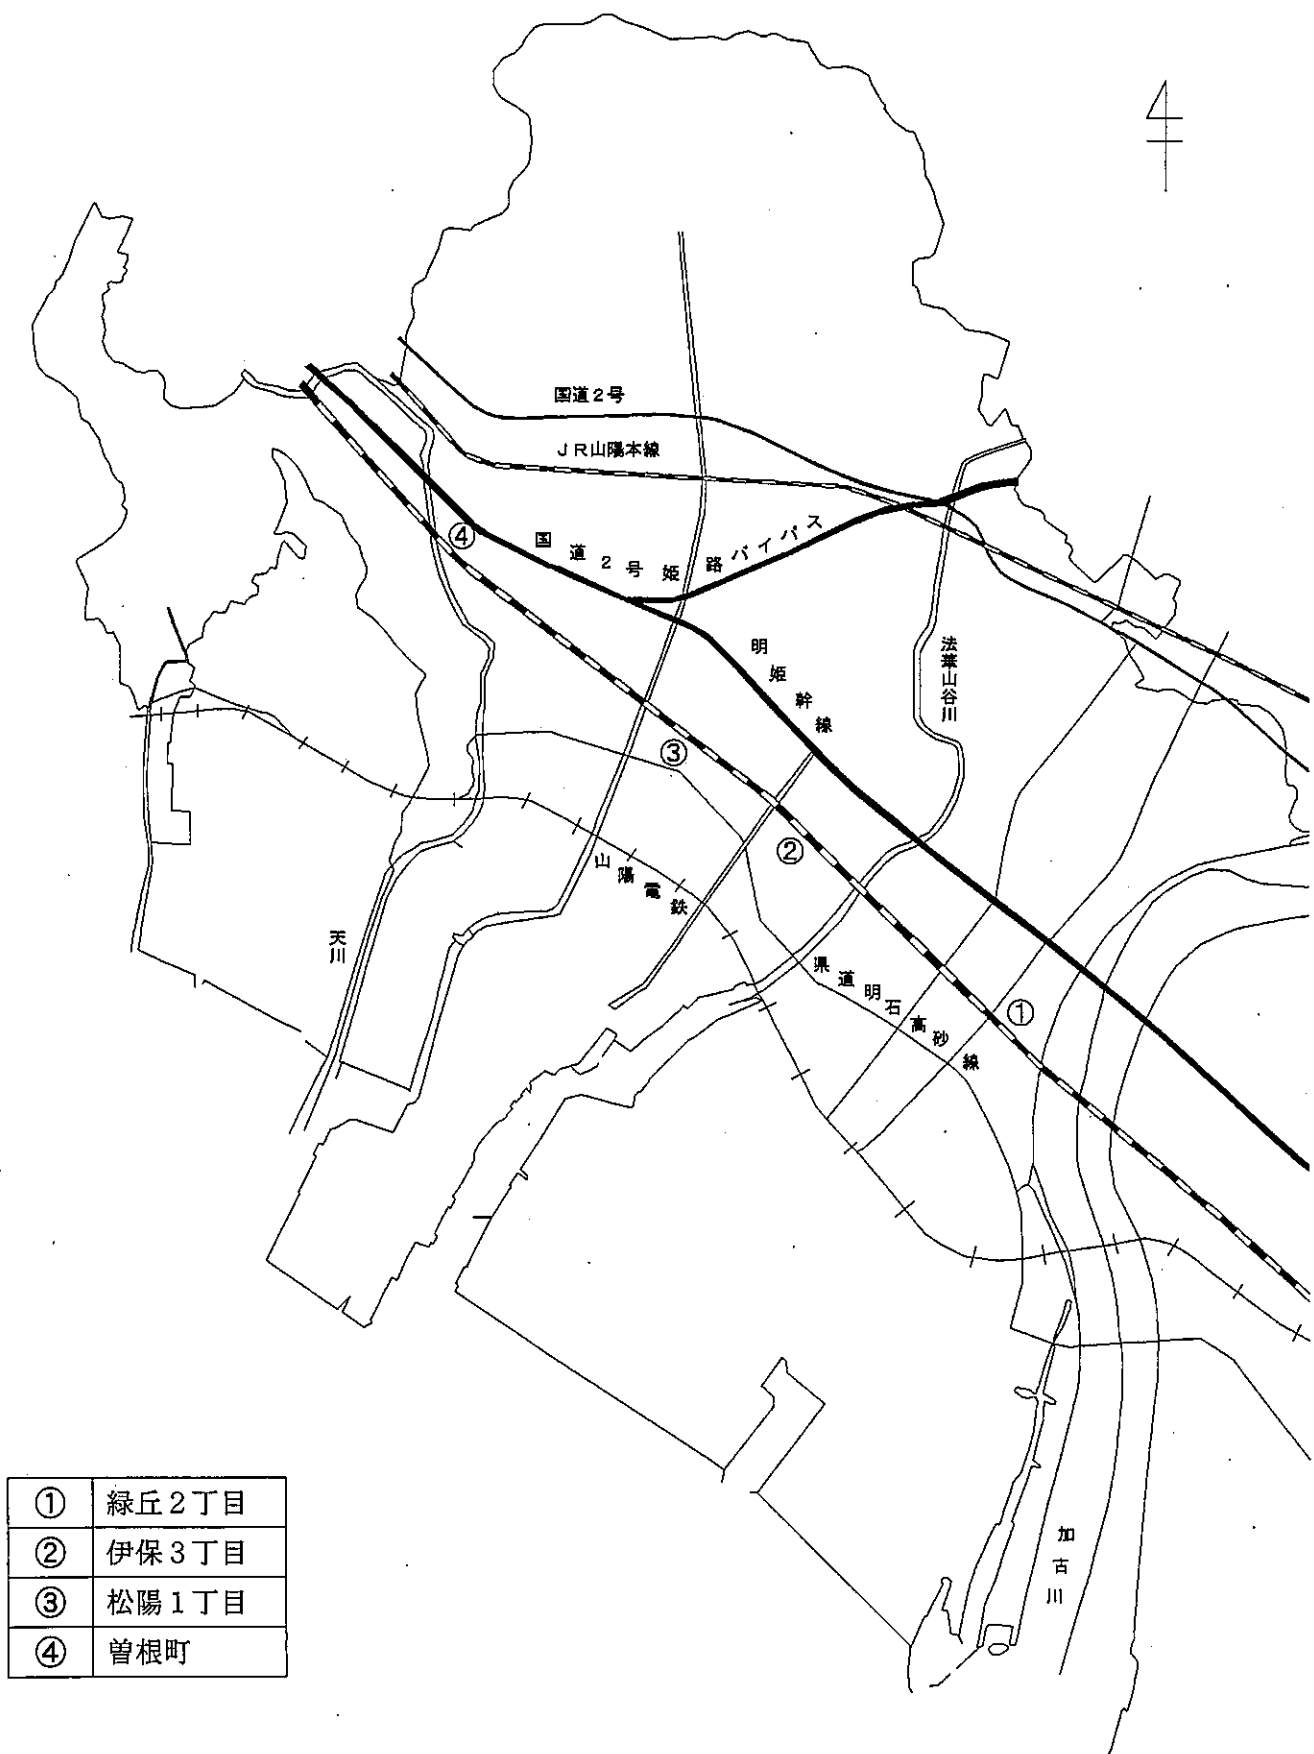 国道2号
JR山陽本線
国道2号姫路バイパス
明姫幹線
法華山谷川
④
③
②
①
山陽電鉄
天川
県道明石高砂線
加古川
① 緑丘2丁目
② 伊保3丁目
③ 松陽1丁目
④ 曽根町